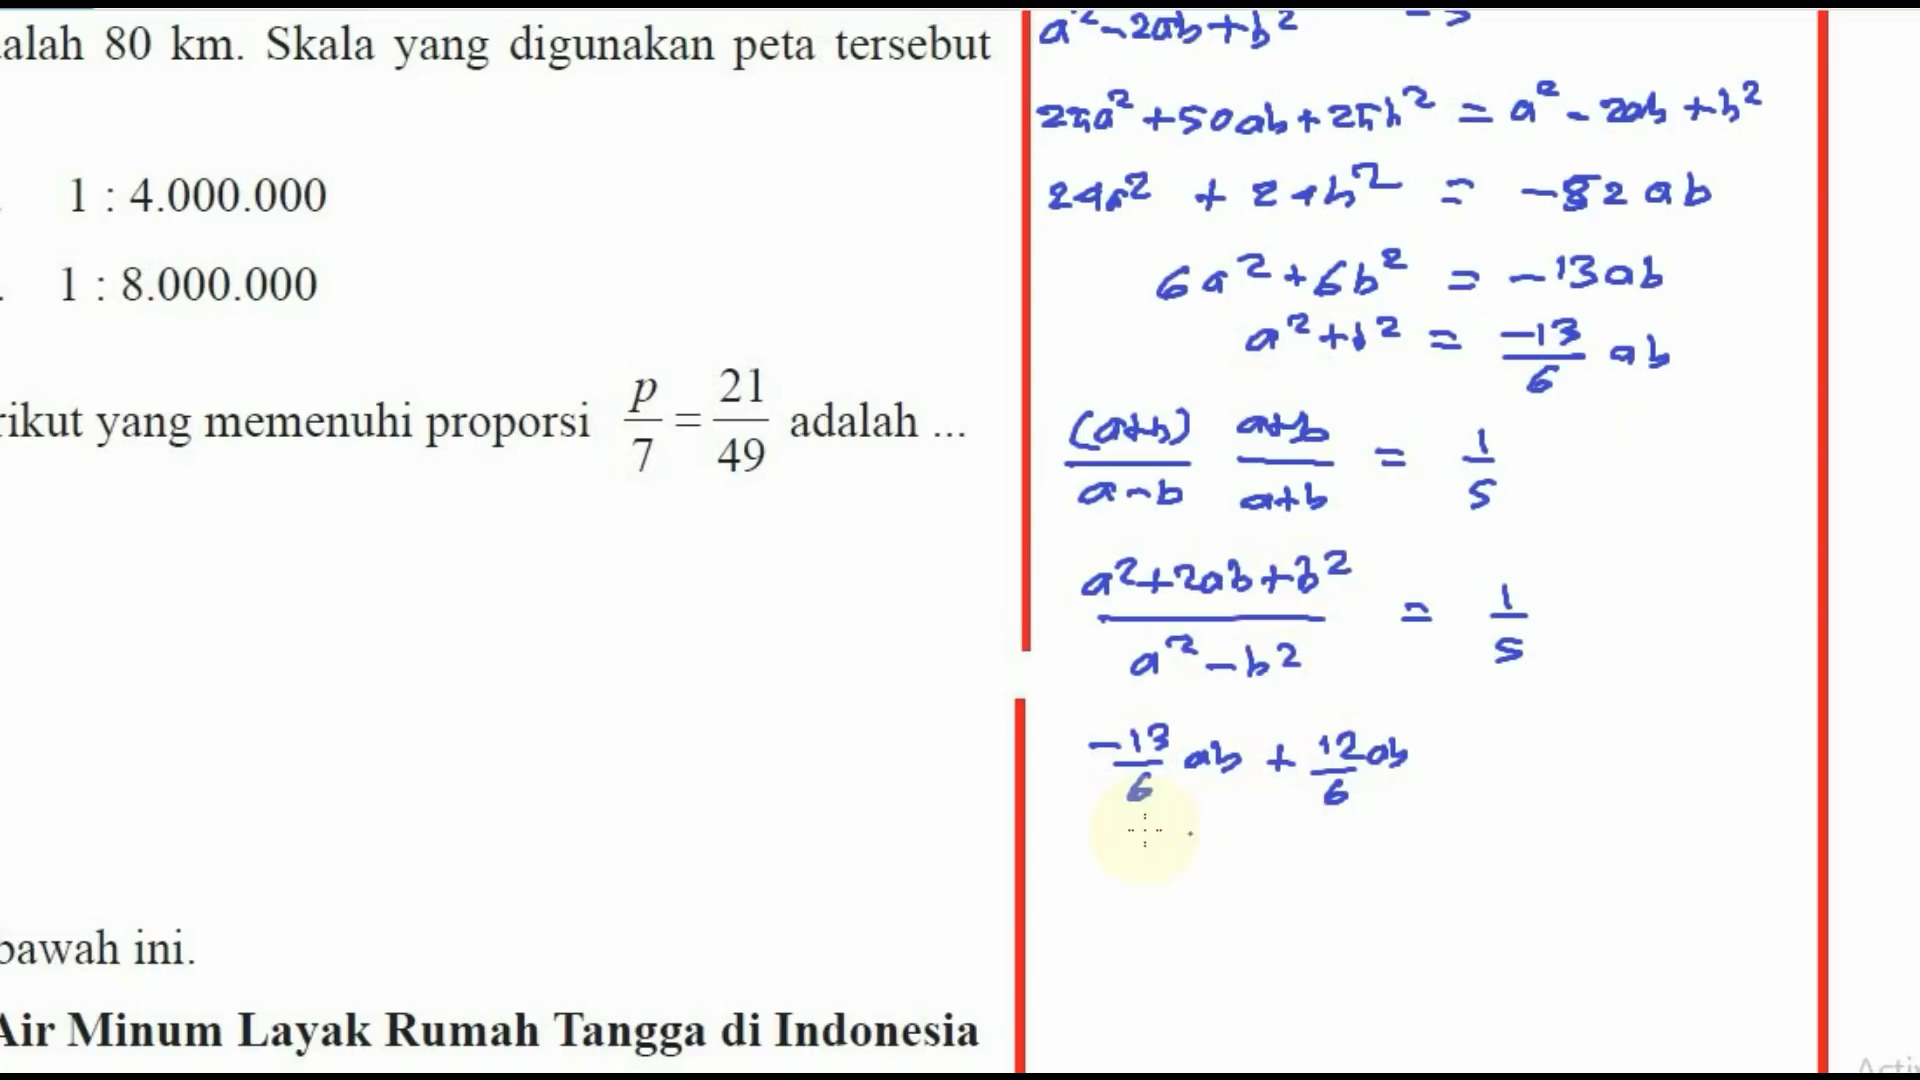 alah 80 km. Skala yang digunakan peta tersebut
1 : 4.000.000
1 : 8.000.000
rikut yang memenuhi proporsi p/7 = 21/49 adalah ...
bawah ini.
Air Minum Layak Rumah Tangga di Indonesia
a² - 2ab + b²
25a² + 50ab + 25b² = a² - 2ab + b²
24a² + 24b² = -52ab
6a² + 6b² = -13ab
a² + b² = -13/6 ab
(a+b)/a-b a+b/a+b = 1/5
a²+2ab+b²/a²-b² = 1/5
-13/6 ab + 12/6 ab